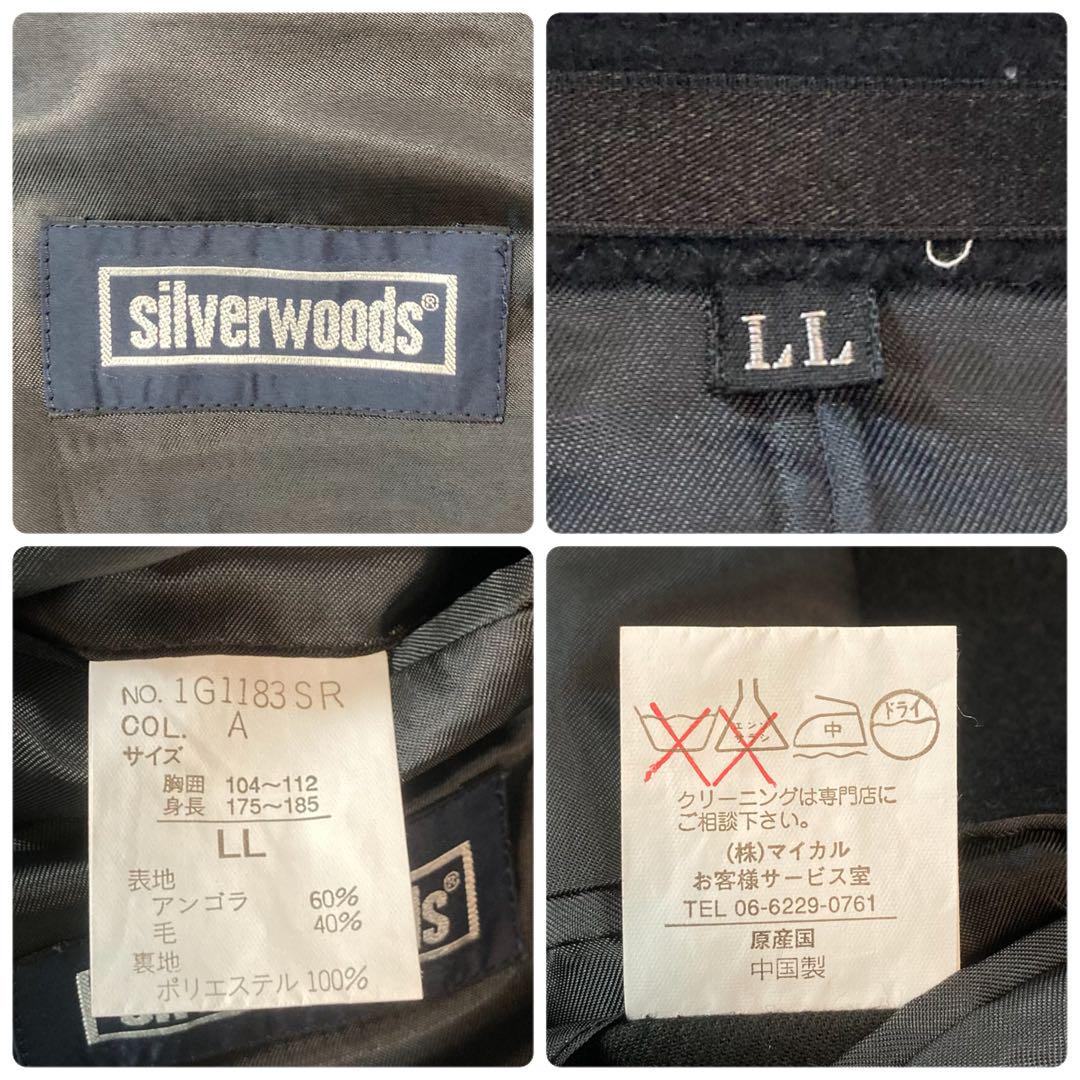 silverwoods®
LL
NO. 1G1183SR
COL. A
サイズ
胸囲 104〜112
身長 175〜185
LL
表地
アンゴラ 60%
毛 40%
裏地
ポリエステル 100%
ds®
エンソ
中
ドライ
クリーニングは専門店に
ご相談下さい。
(株)マイカル
お客様サービス室
TEL 06-6229-0761
原産国
中国製